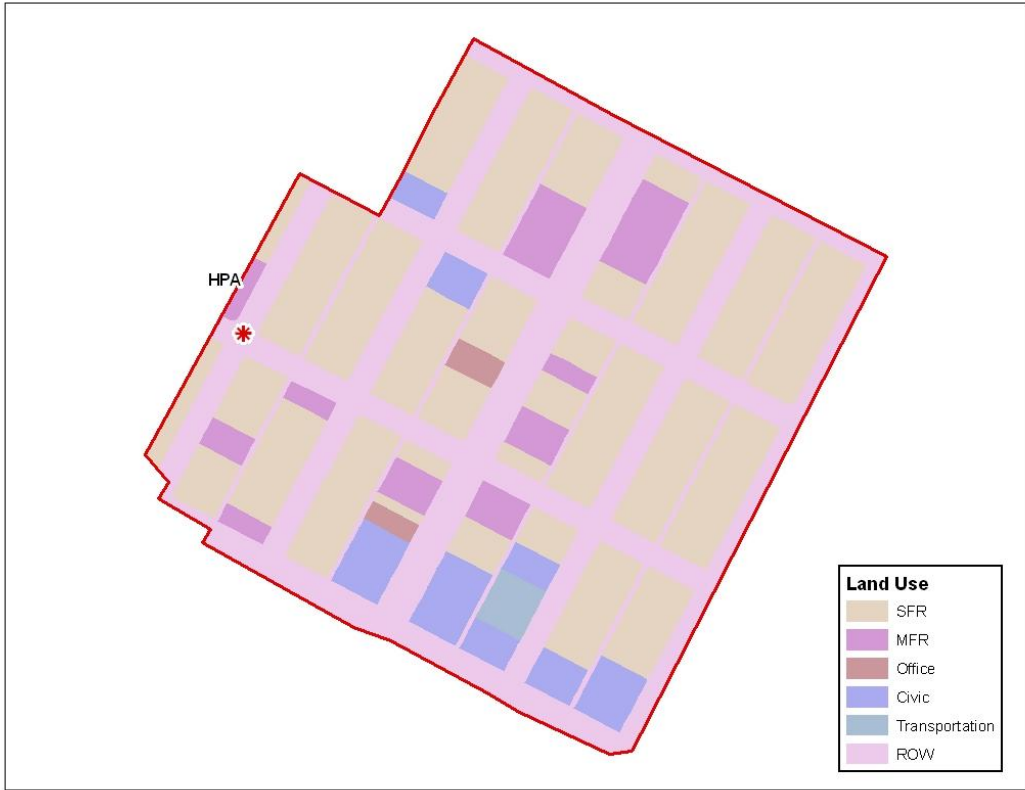 HPA
Land Use
SFR
MFR
Office
Civic
Transportation
ROW